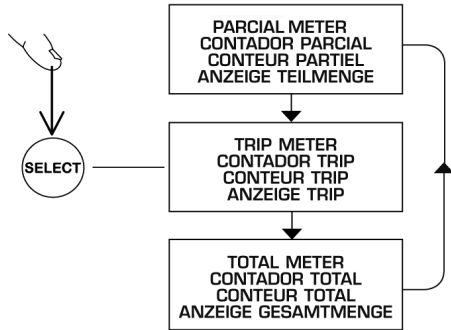 PARCIAL METER
CONTADOR PARCIAL
CONTEUR PARTIEL
ANZEIGE TEILMENGE
SELECT
TRIP METER
CONTADOR TRIP
CONTEUR TRIP
ANZEIGE TRIP
TOTAL METER
CONTADOR TOTAL
CONTEUR TOTAL
ANZEIGE GESAMTMENGE